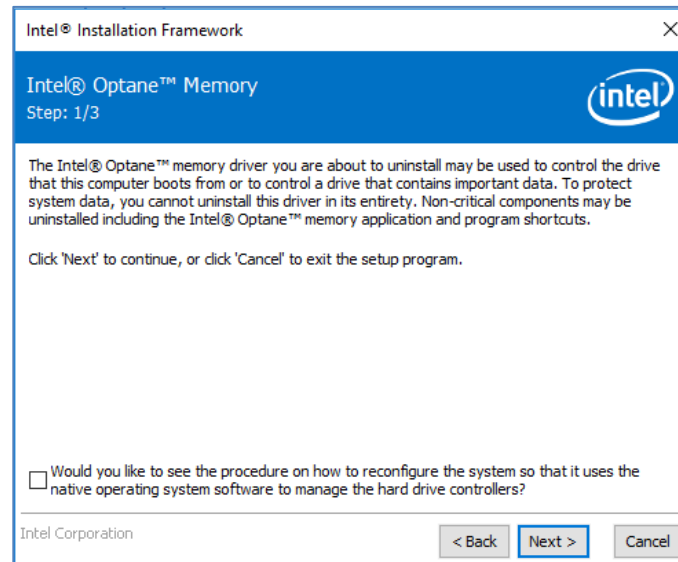 Intel® Installation Framework
Intel® Optane™ Memory
Step: 1/3
intel
The Intel® Optane™ memory driver you are about to uninstall may be used to control the drive
that this computer boots from or to control a drive that contains important data. To protect
system data, you cannot uninstall this driver in its entirety. Non-critical components may be
uninstalled including the Intel® Optane™ memory application and program shortcuts.
Click 'Next' to continue, or click 'Cancel' to exit the setup program.
Would you like to see the procedure on how to reconfigure the system so that it uses the
native operating system software to manage the hard drive controllers?
Intel Corporation
< Back
Next >
Cancel